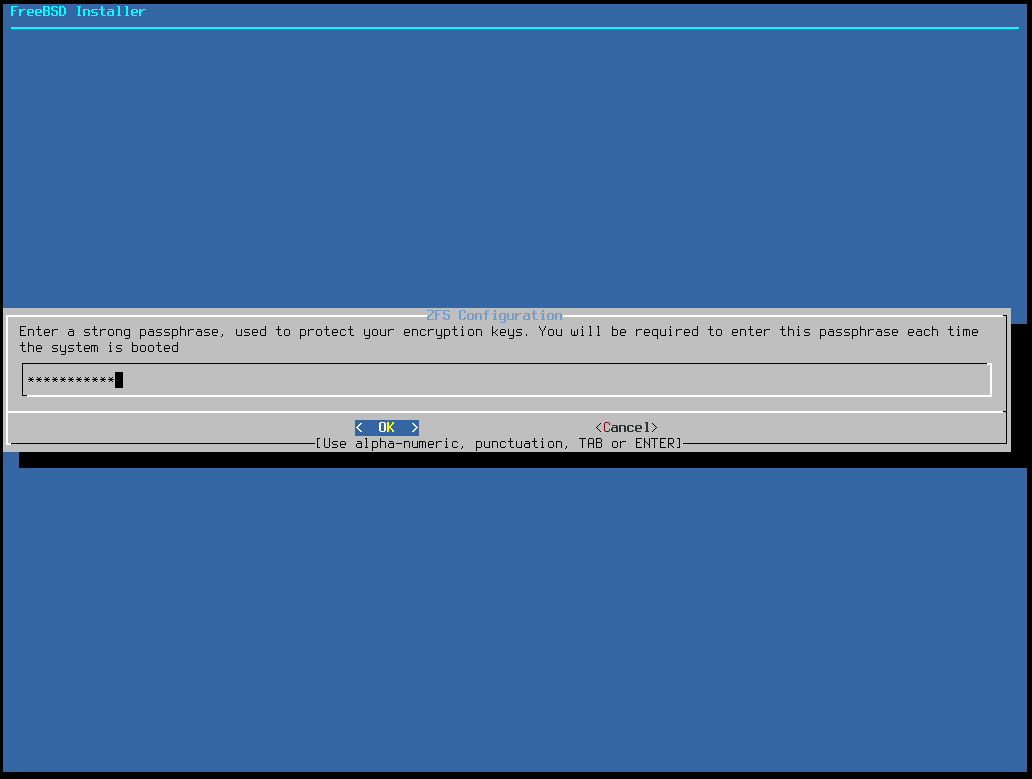 FreeBSD Installer
ZFS Configuration
Enter a strong passphrase, used to protect your encryption keys. You will be required to enter this passphrase each time
the system is booted
***********
< OK > <Cancel>
[Use alpha-numeric, punctuation, TAB or ENTER]